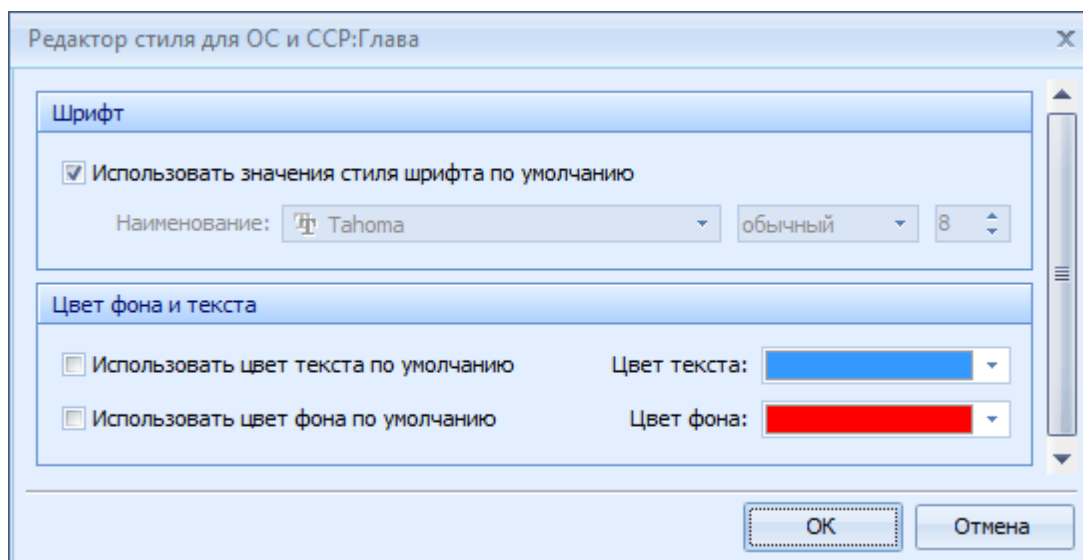 Редактор стиля для ОС и ССР:Глава
Шрифт
Использовать значения стиля шрифта по умолчанию
Наименование: Tahoma обычный 8
Цвет фона и текста
Использовать цвет текста по умолчанию Цвет текста:
Использовать цвет фона по умолчанию Цвет фона:
ОК Отмена